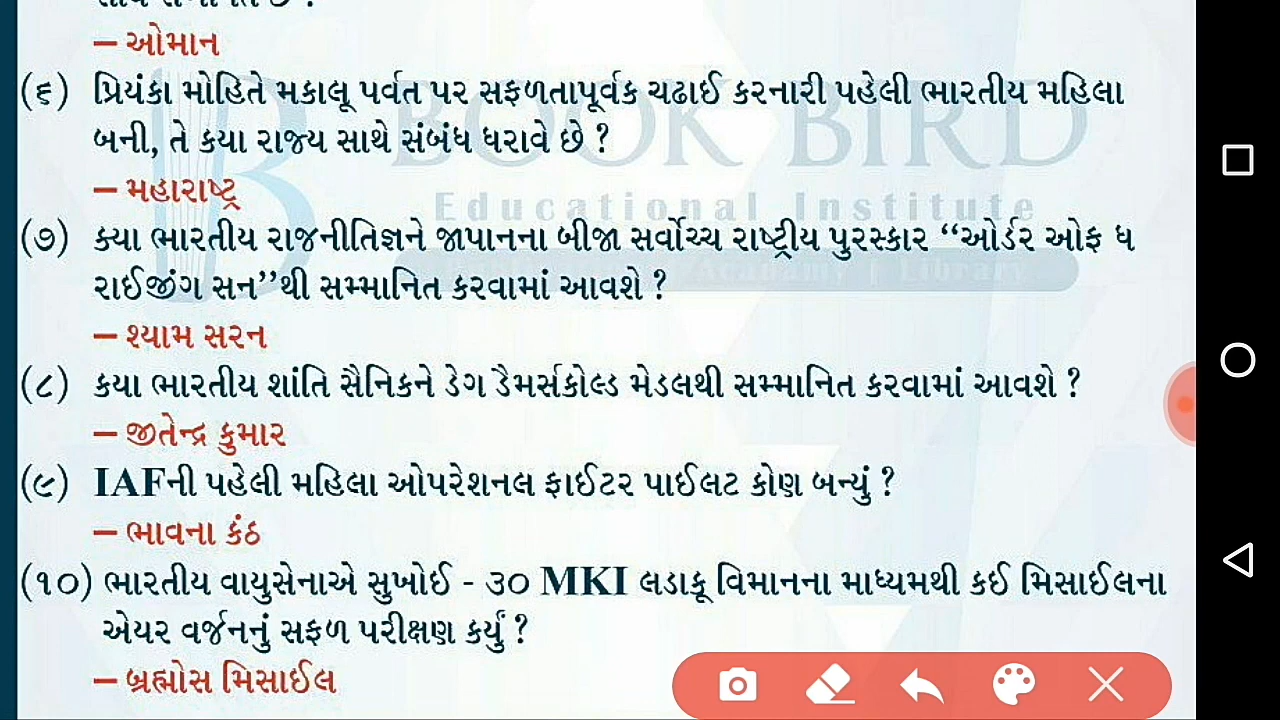 – ઓમાન
(૬) પ્રિયંકા મોહિતે મકાલૂ પર્વત પર સફળતાપૂર્વક ચઢાઈ કરનારી પહેલી ભારતીય મહિલા
બની, તે કયા રાજ્ય સાથે સંબંધ ધરાવે છે ?
– મહારાષ્ટ્ર
(૭) ક્યા ભારતીય રાજનીતિજ્ઞને જાપાનના બીજા સર્વોચ્ચ રાષ્ટ્રીય પુરસ્કાર “ઓર્ડર ઓફ ધ
રાઈજીંગ સન”થી સમ્માનિત કરવામાં આવશે ?
– શ્યામ સરન
(૮) કયા ભારતીય શાંતિ સૈનિકને ડેગ ડૈમર્સકોલ્ડ મેડલથી સમ્માનિત કરવામાં આવશે ?
– જીતેન્દ્ર કુમાર
(૯) IAFની પહેલી મહિલા ઓપરેશનલ ફાઈટર પાઈલટ કોણ બન્યું ?
– ભાવના કંઠ
(૧૦) ભારતીય વાયુસેનાએ સુખોઈ - ૩૦ MKI લડાકૂ વિમાનના માધ્યમથી કઈ મિસાઈલના
એયર વર્જનનું સફળ પરીક્ષણ કર્યું ?
– બ્રહ્મોસ મિસાઈલ
BOOK BIRD
Educational Institute
Academy | Library